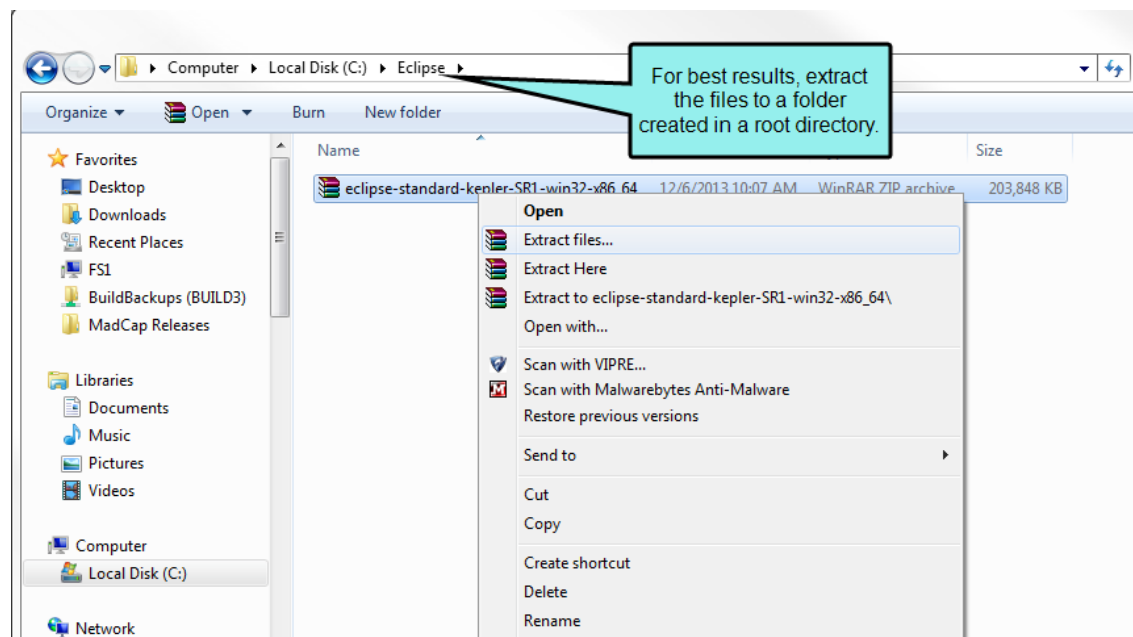 Computer Local Disk (C:) Eclipse
For best results, extract
the files to a folder
created in a root directory.
Organize Open Burn New folder
Name Size
eclipse-standard-kepler-SR1-win32-x86_64 12/6/2013 10:07 AM WinRAR ZIP archive 203,848 KB
Favorites
Desktop
Downloads
Recent Places
FS1
BuildBackups (BUILD3)
MadCap Releases
Libraries
Documents
Music
Pictures
Videos
Computer
Local Disk (C:)
Network
Open
Extract files...
Extract Here
Extract to eclipse-standard-kepler-SR1-win32-x86_64\
Open with...
Scan with VIPRE...
Scan with Malwarebytes Anti-Malware
Restore previous versions
Send to
Cut
Copy
Create shortcut
Delete
Rename